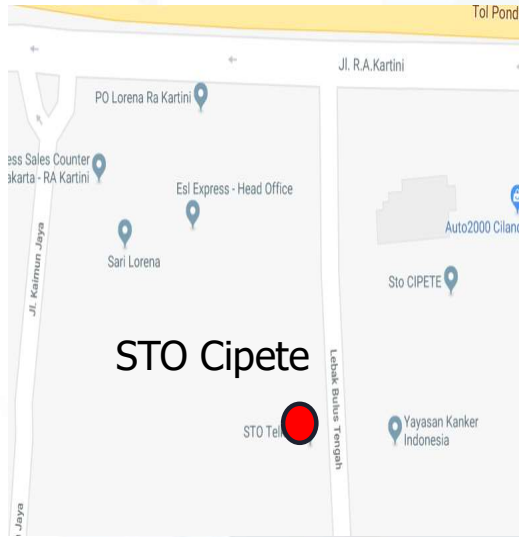 Tol Pond
Jl. R.A.Kartini
PO Lorena Ra Kartini
ess Sales Counter
akarta - RA Kartini
Esl Express - Head Office
Auto2000 Ciland
Jl. Kaimun Jaya
Sari Lorena
Sto CIPETE
STO Cipete
Lebak Bulus Tengah
STO Tel
Yayasan Kanker
Indonesia
Jaya